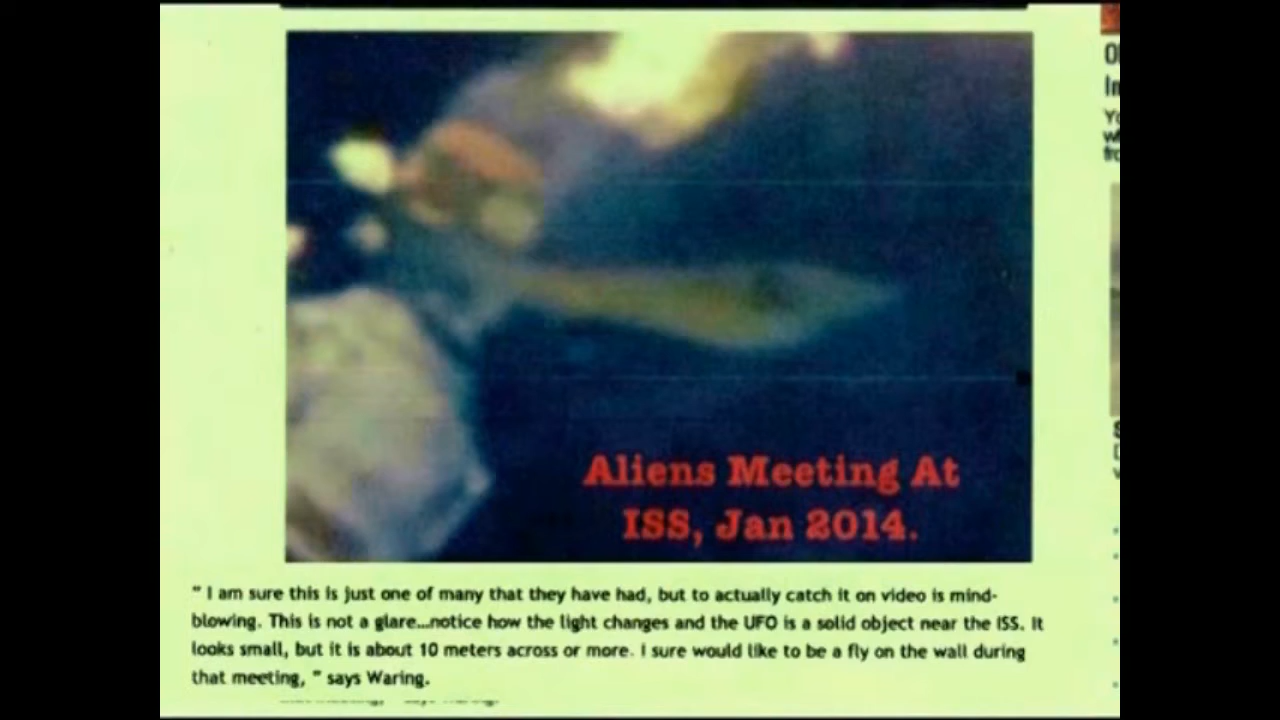 Aliens Meeting At
ISS, Jan 2014.
" I am sure this is just one of many that they have had, but to actually catch it on video is mind-
blowing. This is not a glare...notice how the light changes and the UFO is a solid object near the ISS. It
looks small, but it is about 10 meters across or more. I sure would like to be a fly on the wall during
that meeting, " says Waring.